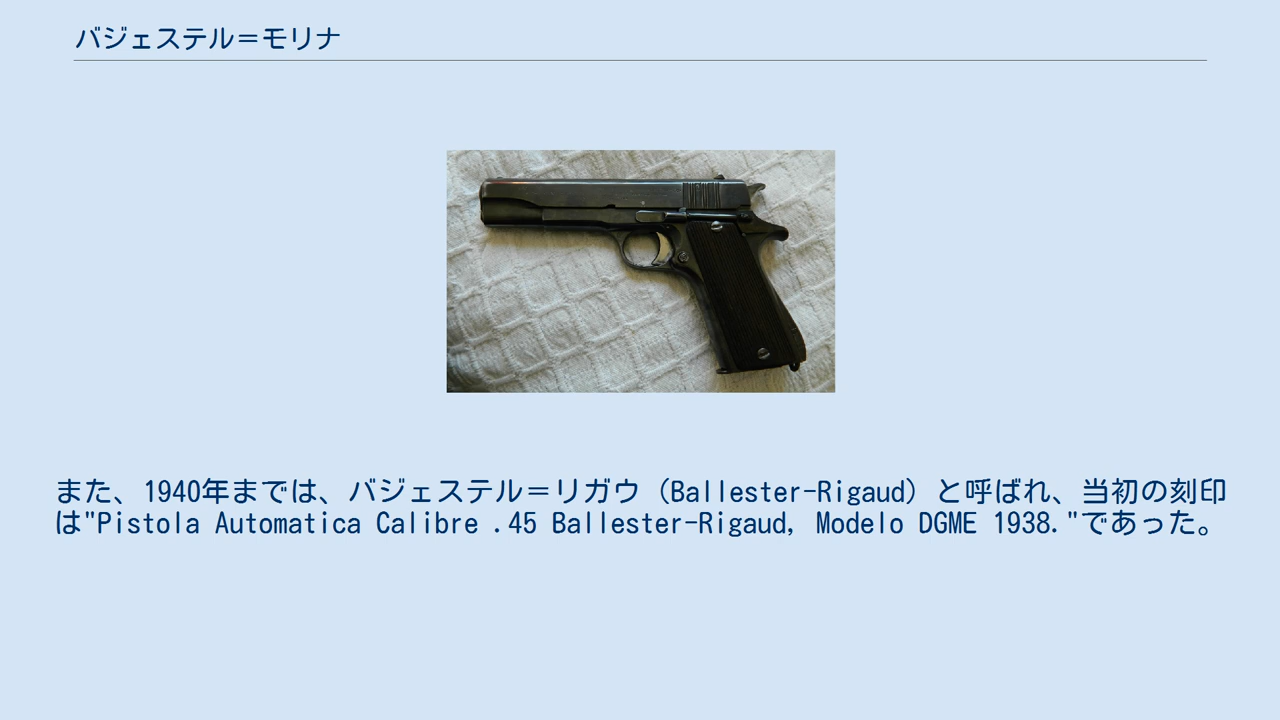 バジェステル＝モリナ
また、1940年までは、バジェステル＝リガウ（Ballester-Rigaud）と呼ばれ、当初の刻印
は"Pistola Automatica Calibre .45 Ballester-Rigaud, Modelo DGME 1938."であった。